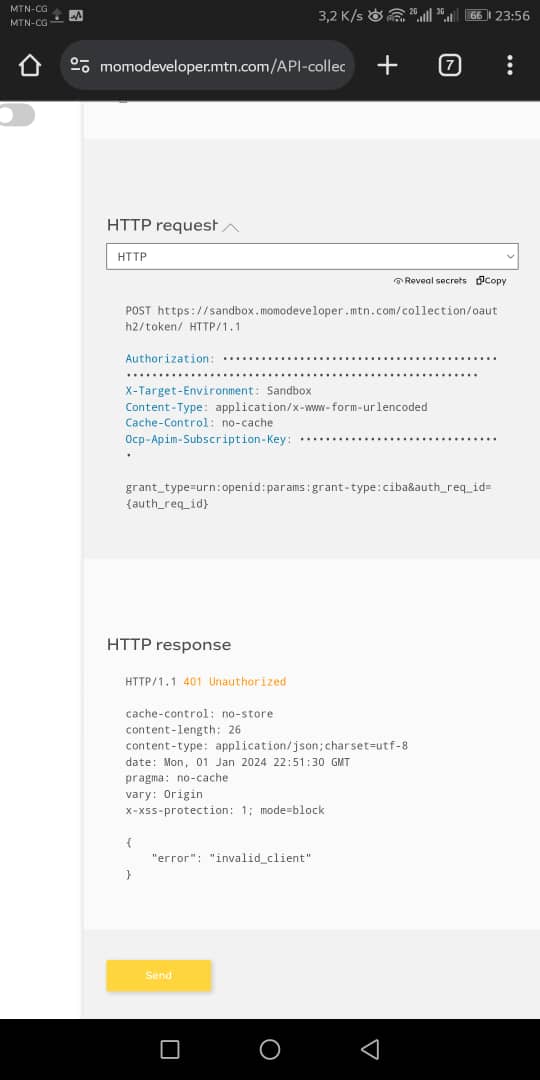 MTN-CG
MTN-CG
3,2 K/s 2G 3G 66 23:56
momodeveloper.mtn.com/API-collec
7
HTTP request
HTTP
Reveal secrets Copy
POST https://sandbox.momodeveloper.mtn.com/collection/oaut
h2/token/ HTTP/1.1
Authorization: •••••••••••••••••••••••••••••••••••••••••••
•••••••••••••••••••••••••••••••••••••••••••••••••••••••
X-Target-Environment: Sandbox
Content-Type: application/x-www-form-urlencoded
Cache-Control: no-cache
Ocp-Apim-Subscription-Key: •••••••••••••••••••••••••••••••
•
grant_type=urn:openid:params:grant-type:ciba&auth_req_id=
{auth_req_id}
HTTP response
HTTP/1.1 401 Unauthorized
cache-control: no-store
content-length: 26
content-type: application/json;charset=utf-8
date: Mon, 01 Jan 2024 22:51:30 GMT
pragma: no-cache
vary: Origin
x-xss-protection: 1; mode=block
{
"error": "invalid_client"
}
Send